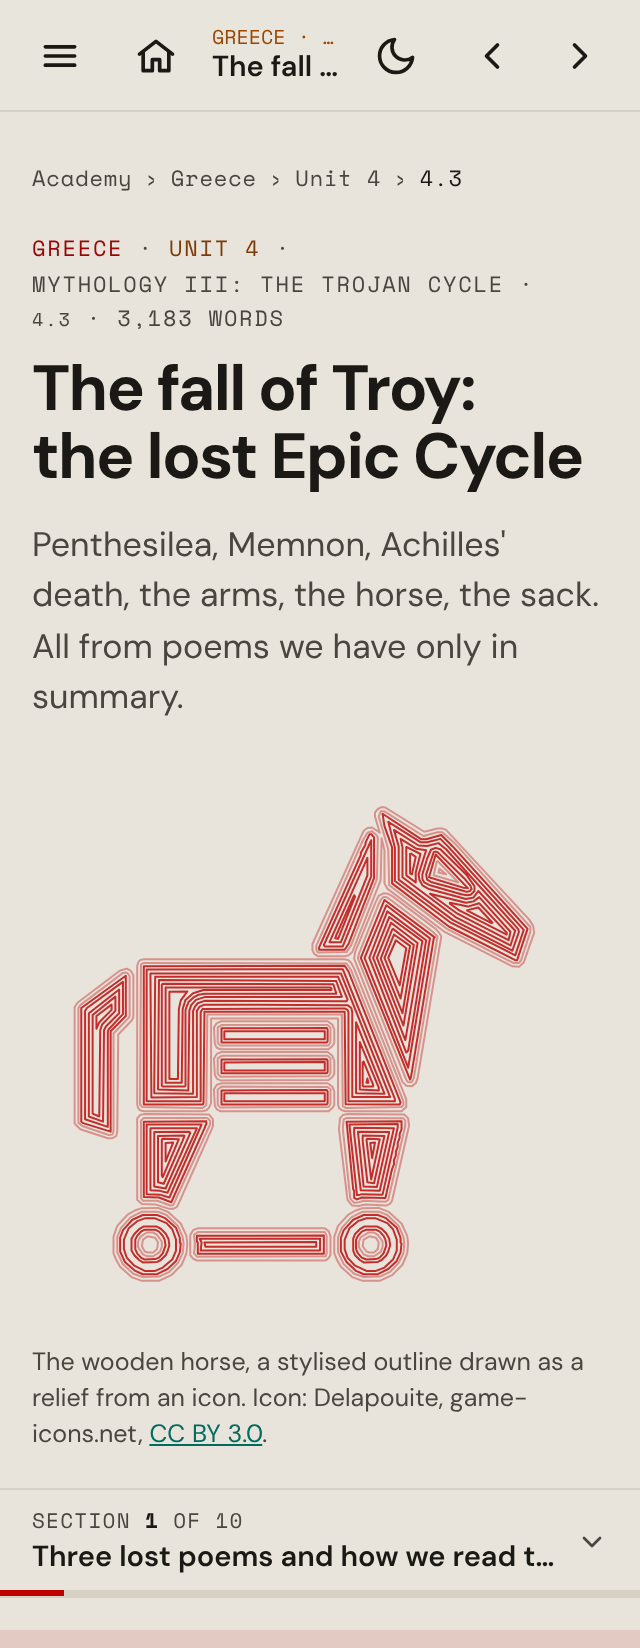 GREECE · …
The fall …
Academy › Greece › Unit 4 › 4.3
GREECE · UNIT 4 ·
MYTHOLOGY III: THE TROJAN CYCLE ·
4.3 · 3,183 WORDS
The fall of Troy:
the lost Epic Cycle
Penthesilea, Memnon, Achilles'
death, the arms, the horse, the sack.
All from poems we have only in
summary.
The wooden horse, a stylised outline drawn as a
relief from an icon. Icon: Delapouite, game-
icons.net, CC BY 3.0.
SECTION 1 OF 10
Three lost poems and how we read t…